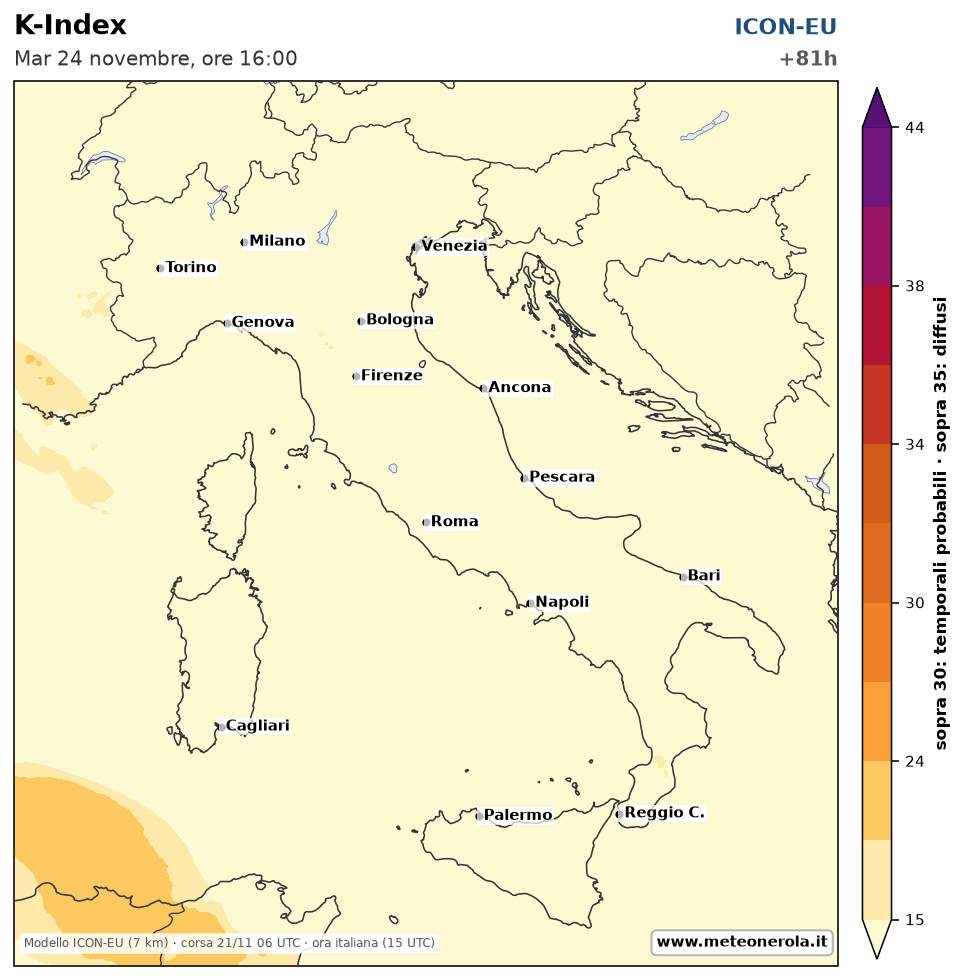 K-Index
ICON-EU
Mar 24 novembre, ore 16:00
+81h
Milano
Venezia
Torino
Genova
Bologna
Firenze
Ancona
Pescara
Roma
Bari
Napoli
Cagliari
Palermo
Reggio C.
44
38
34
30
24
15
sopra 30: temporali probabili · sopra 35: diffusi
Modello ICON-EU (7 km) · corsa 21/11 06 UTC · ora italiana (15 UTC)
www.meteonerola.it